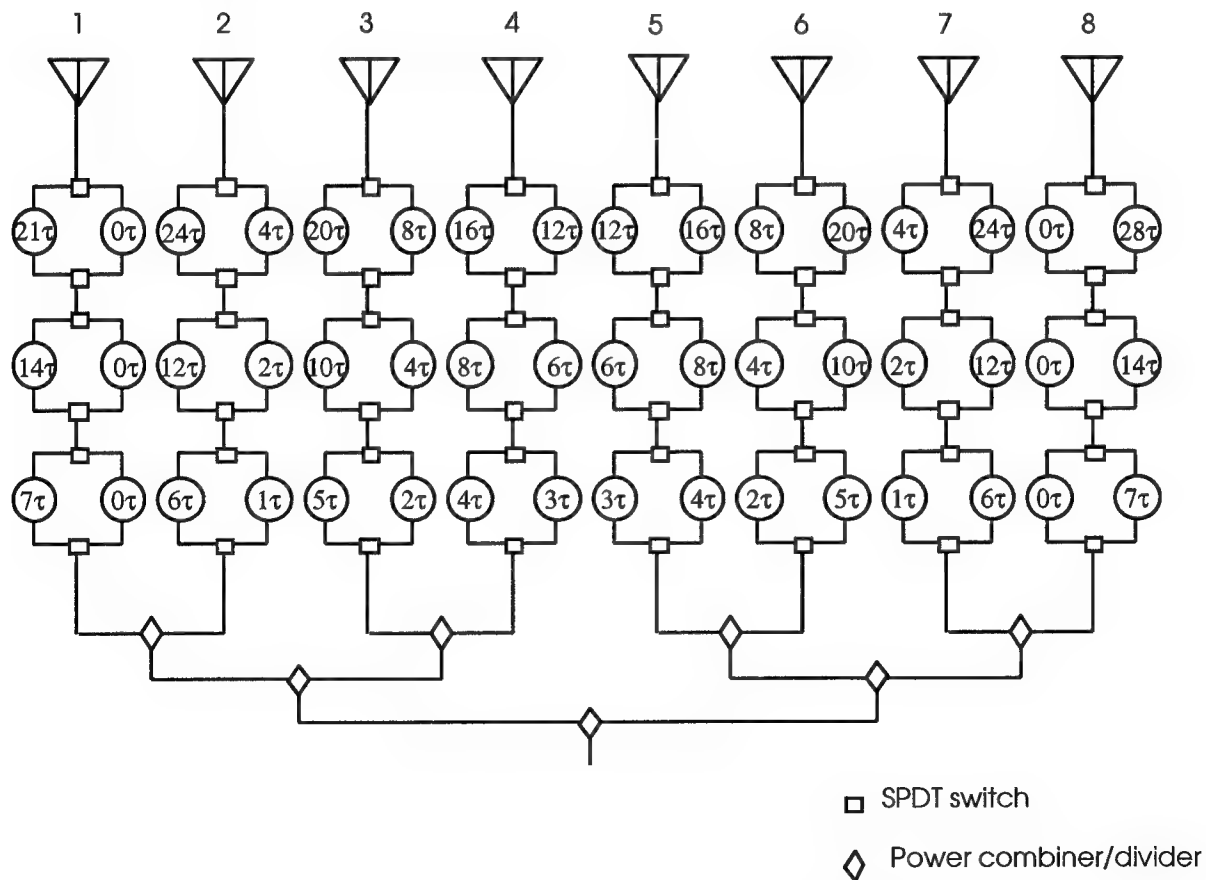 1 2 3 4 5 6 7 8
21τ 0τ 24τ 4τ 20τ 8τ 16τ 12τ 12τ 16τ 8τ 20τ 4τ 24τ 0τ 28τ
14τ 0τ 12τ 2τ 10τ 4τ 8τ 6τ 6τ 8τ 4τ 10τ 2τ 12τ 0τ 14τ
7τ 0τ 6τ 1τ 5τ 2τ 4τ 3τ 3τ 4τ 2τ 5τ 1τ 6τ 0τ 7τ
SPDT switch
Power combiner/divider